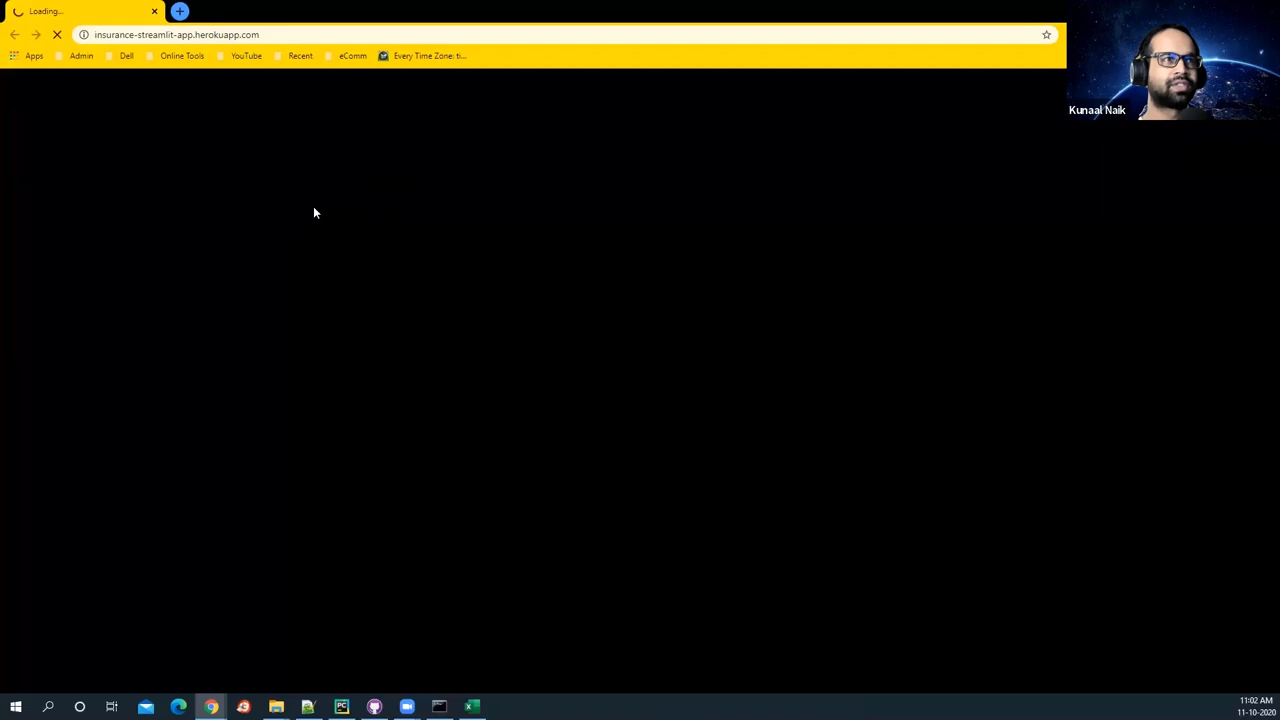 Loading...
insurance-streamlit-app.herokuapp.com
Apps Admin Dell Online Tools YouTube Recent eComm Every Time Zone: ti...
Kunaal Naik
PC
11:02 AM
11-10-2020